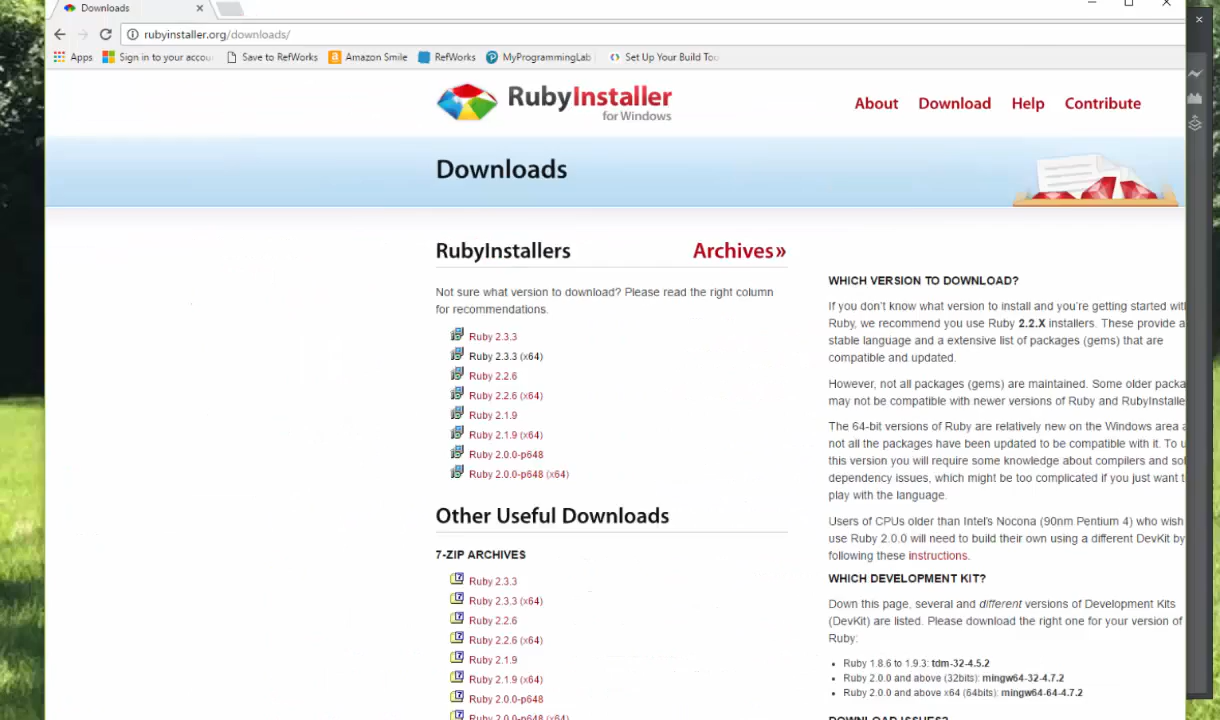 Downloads
rubyinstaller.org/downloads/
Apps Sign in to your accou Save to RefWorks Amazon Smile RefWorks MyProgrammingLab Set Up Your Build Too
RubyInstaller
for Windows
About Download Help Contribute
Downloads
RubyInstallers Archives»
Not sure what version to download? Please read the right column
for recommendations.
Ruby 2.3.3
Ruby 2.3.3 (x64)
Ruby 2.2.6
Ruby 2.2.6 (x64)
Ruby 2.1.9
Ruby 2.1.9 (x64)
Ruby 2.0.0-p648
Ruby 2.0.0-p648 (x64)
Other Useful Downloads
7-ZIP ARCHIVES
Ruby 2.3.3
Ruby 2.3.3 (x64)
Ruby 2.2.6
Ruby 2.2.6 (x64)
Ruby 2.1.9
Ruby 2.1.9 (x64)
Ruby 2.0.0-p648
Ruby 2.0.0-p648 (x64)
WHICH VERSION TO DOWNLOAD?
If you don't know what version to install and you're getting started with
Ruby, we recommend you use Ruby 2.2.X installers. These provide a
stable language and a extensive list of packages (gems) that are
compatible and updated.
However, not all packages (gems) are maintained. Some older packa
may not be compatible with newer versions of Ruby and RubyInstalle
The 64-bit versions of Ruby are relatively new on the Windows area a
not all the packages have been updated to be compatible with it. To u
this version you will require some knowledge about compilers and sol
dependency issues, which might be too complicated if you just want t
play with the language.
Users of CPUs older than Intel's Nocona (90nm Pentium 4) who wish
use Ruby 2.0.0 will need to build their own using a different DevKit by
following these instructions.
WHICH DEVELOPMENT KIT?
Down this page, several and different versions of Development Kits
(DevKit) are listed. Please download the right one for your version of
Ruby:
• Ruby 1.8.6 to 1.9.3: tdm-32-4.5.2
• Ruby 2.0.0 and above (32bits): mingw64-32-4.7.2
• Ruby 2.0.0 and above x64 (64bits): mingw64-64-4.7.2
DOWNLOAD ISSUES?